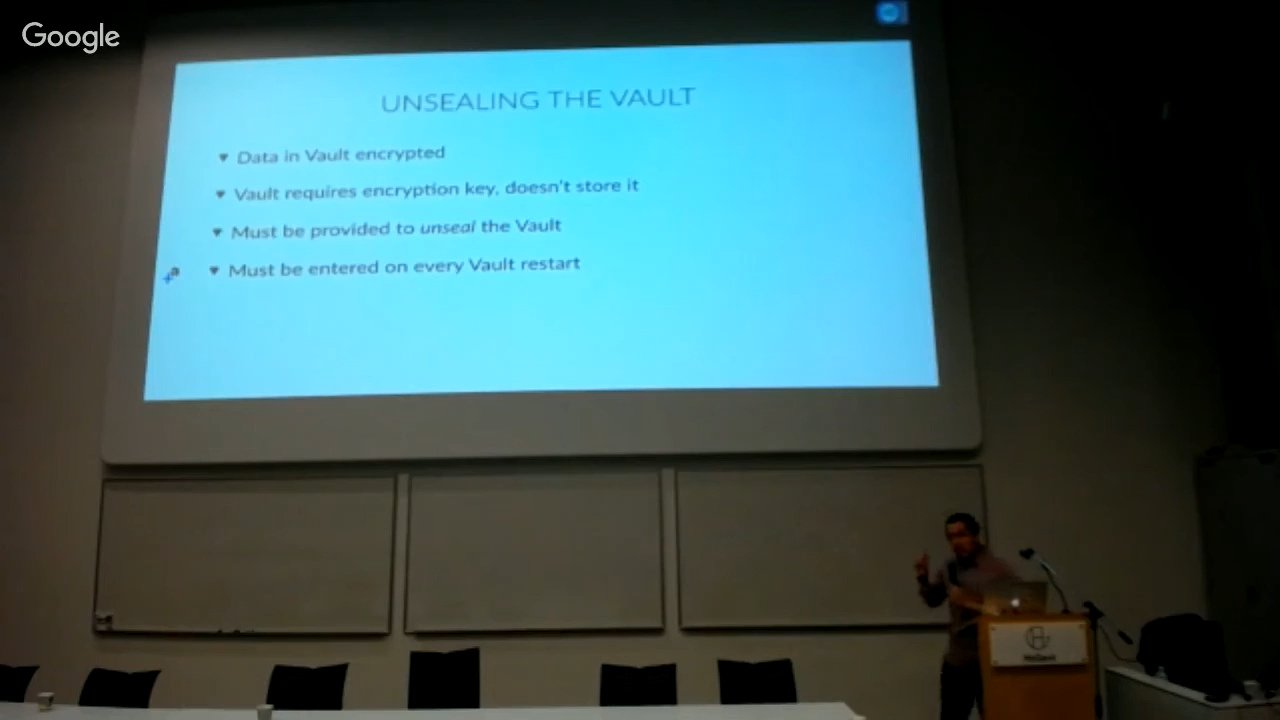 Google
UNSEALING THE VAULT
Data in Vault encrypted
Vault requires encryption key, doesn't store it
Must be provided to unseal the Vault
a
Must be entered on every Vault restart